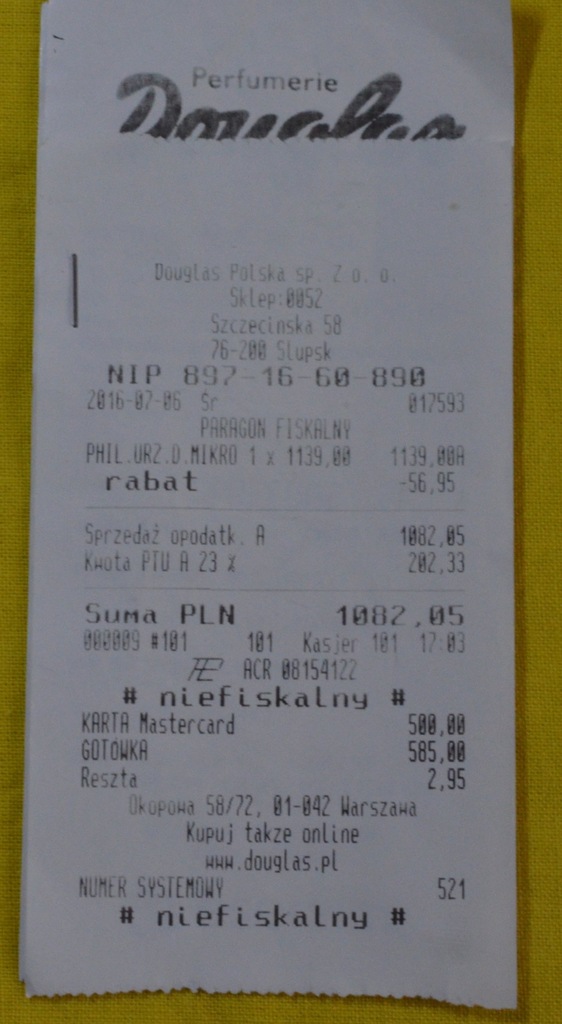 Perfumerie
Douglas
Douglas Polska sp. Z o. o.
Sklep:0052
Szczecinska 58
76-200 Slupsk
NIP 897-16-60-890
2016-07-06 Śr 017593
PARAGON FISKALNY
PHIL.URZ.D.MIKRO 1 x 1139,00 1139,00A
rabat -56,95
Sprzedaż opodatk. A 1082,05
Kwota PTU A 23 % 202,33
Suma PLN 1082,05
000009 #101 101 Kasjer 101 17:03
ACR 08154122
# niefiskalny #
KARTA Mastercard 500,00
GOTÓWKA 585,00
Reszta 2,95
Okopowa 58/72, 01-042 Warszawa
Kupuj takze online
www.douglas.pl
NUMER SYSTEMOWY 521
# niefiskalny #